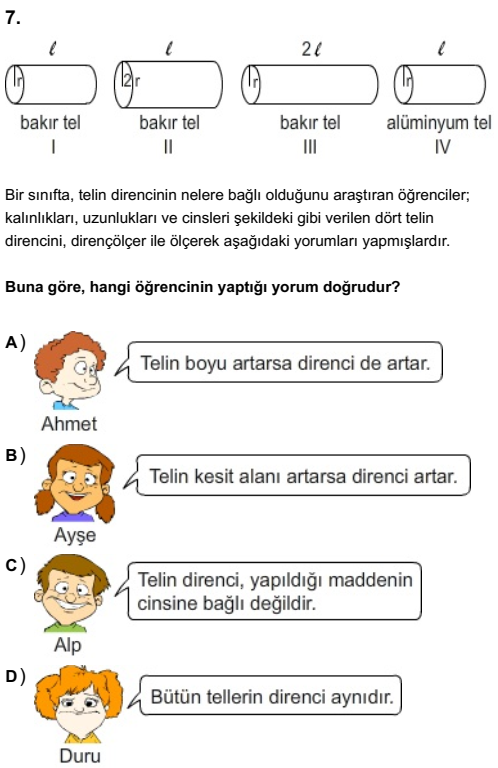 7.
ℓ ℓ 2ℓ ℓ
r 2r r r
bakır tel bakır tel bakır tel alüminyum tel
I II III IV
Bir sınıfta, telin direncinin nelere bağlı olduğunu araştıran öğrenciler;
kalınlıkları, uzunlukları ve cinsleri şekildeki gibi verilen dört telin
direncini, dirençölçer ile ölçerek aşağıdaki yorumları yapmışlardır.
Buna göre, hangi öğrencinin yaptığı yorum doğrudur?
A) Telin boyu artarsa direnci de artar.
Ahmet
B) Telin kesit alanı artarsa direnci artar.
Ayşe
C) Telin direnci, yapıldığı maddenin
cinsine bağlı değildir.
Alp
D) Bütün tellerin direnci aynıdır.
Duru